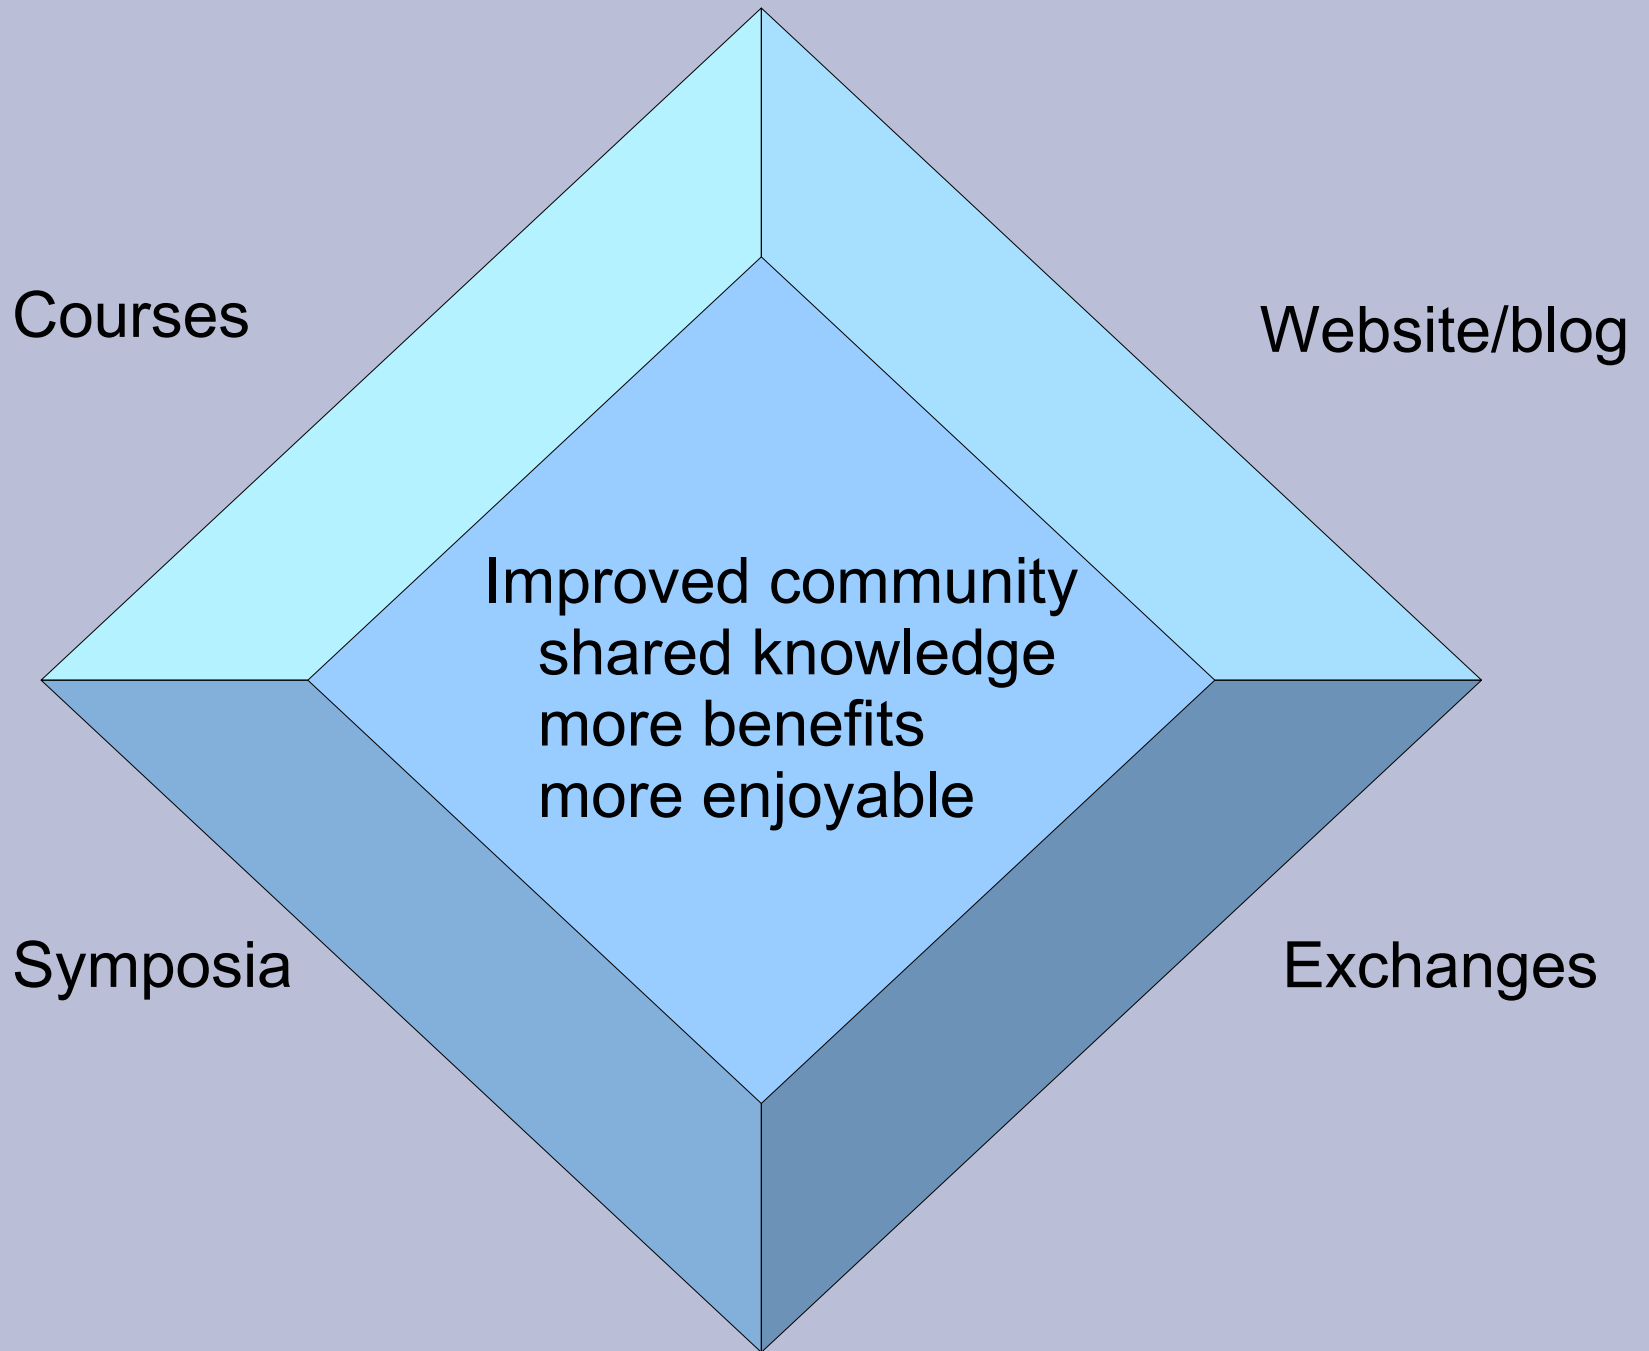 Courses
Website/blog
Improved community
shared knowledge
more benefits
more enjoyable
Symposia
Exchanges